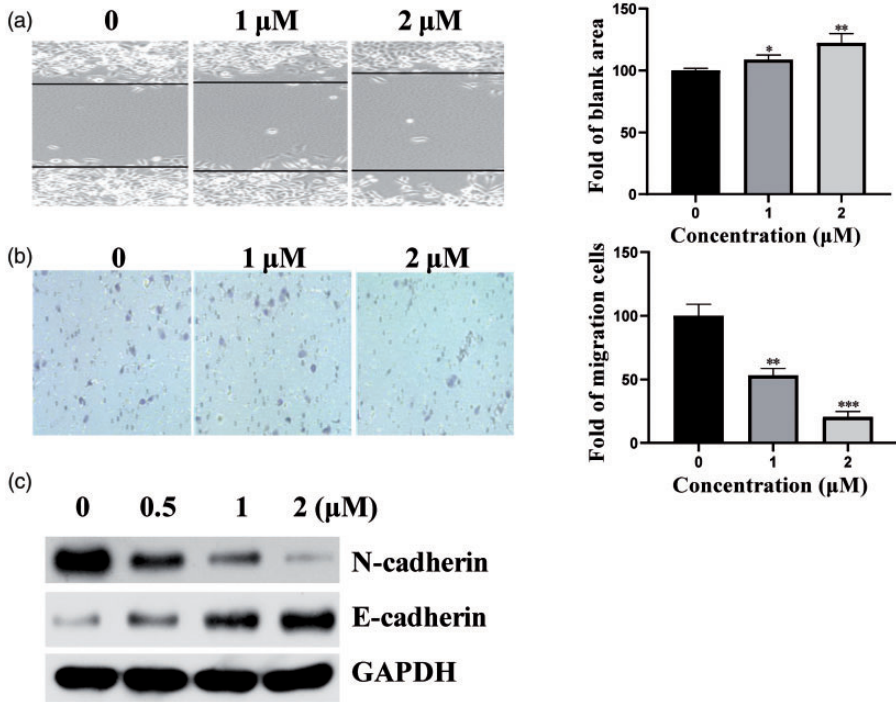 (a)
0 1 μM 2 μM
Fold of blank area
150
100
50
0
* **
0 1 2
Concentration (μM)
(b)
0 1 μM 2 μM
Fold of migration cells
150
100
50
0
** ***
0 1 2
Concentration (μM)
(c)
0 0.5 1 2 (μM)
N-cadherin
E-cadherin
GAPDH